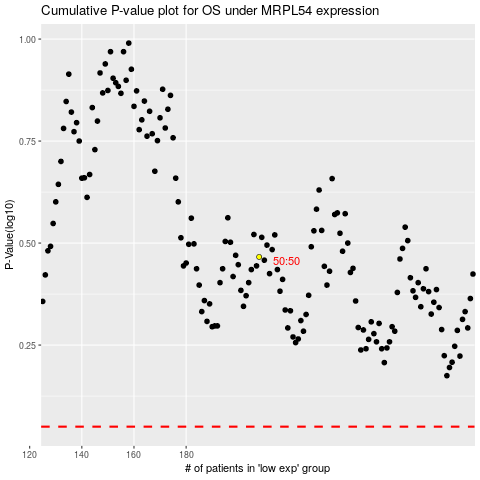 Cumulative P-value plot for OS under MRPL54 expression
P-Value(log10)
1.00
0.75
0.50
0.25
50:50
120 140 160 180
# of patients in 'low exp' group